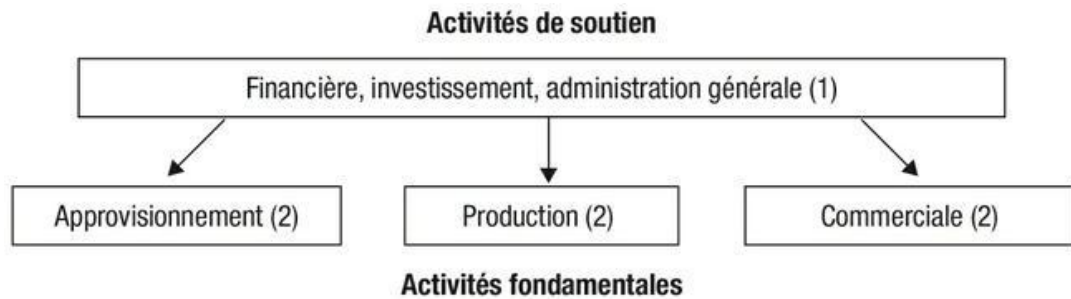 Activités de soutien
Financière, investissement, administration générale (1)
Approvisionnement (2)
Production (2)
Commerciale (2)
Activités fondamentales